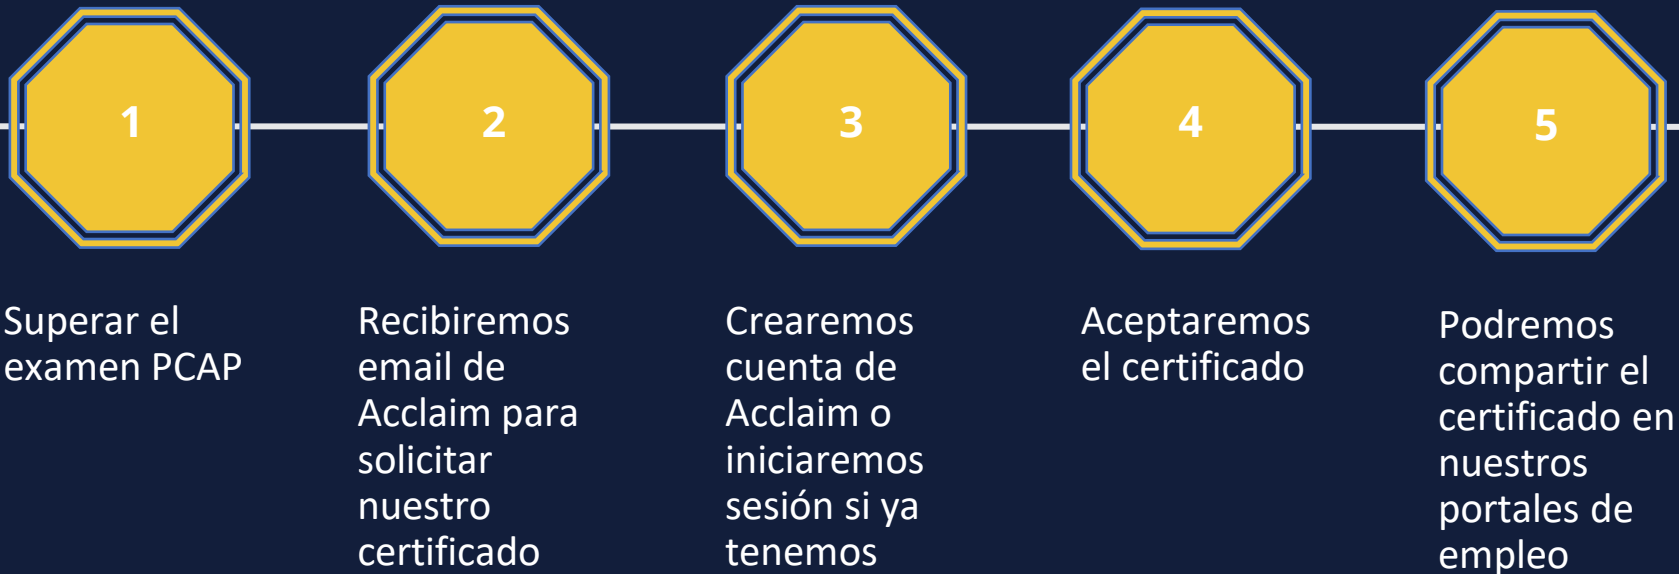 1
Superar el
examen PCAP
2
Recibiremos
email de
Acclaim para
solicitar
nuestro
certificado
3
Crearemos
cuenta de
Acclaim o
iniciaremos
sesión si ya
tenemos
4
Aceptaremos
el certificado
5
Podremos
compartir el
certificado en
nuestros
portales de
empleo